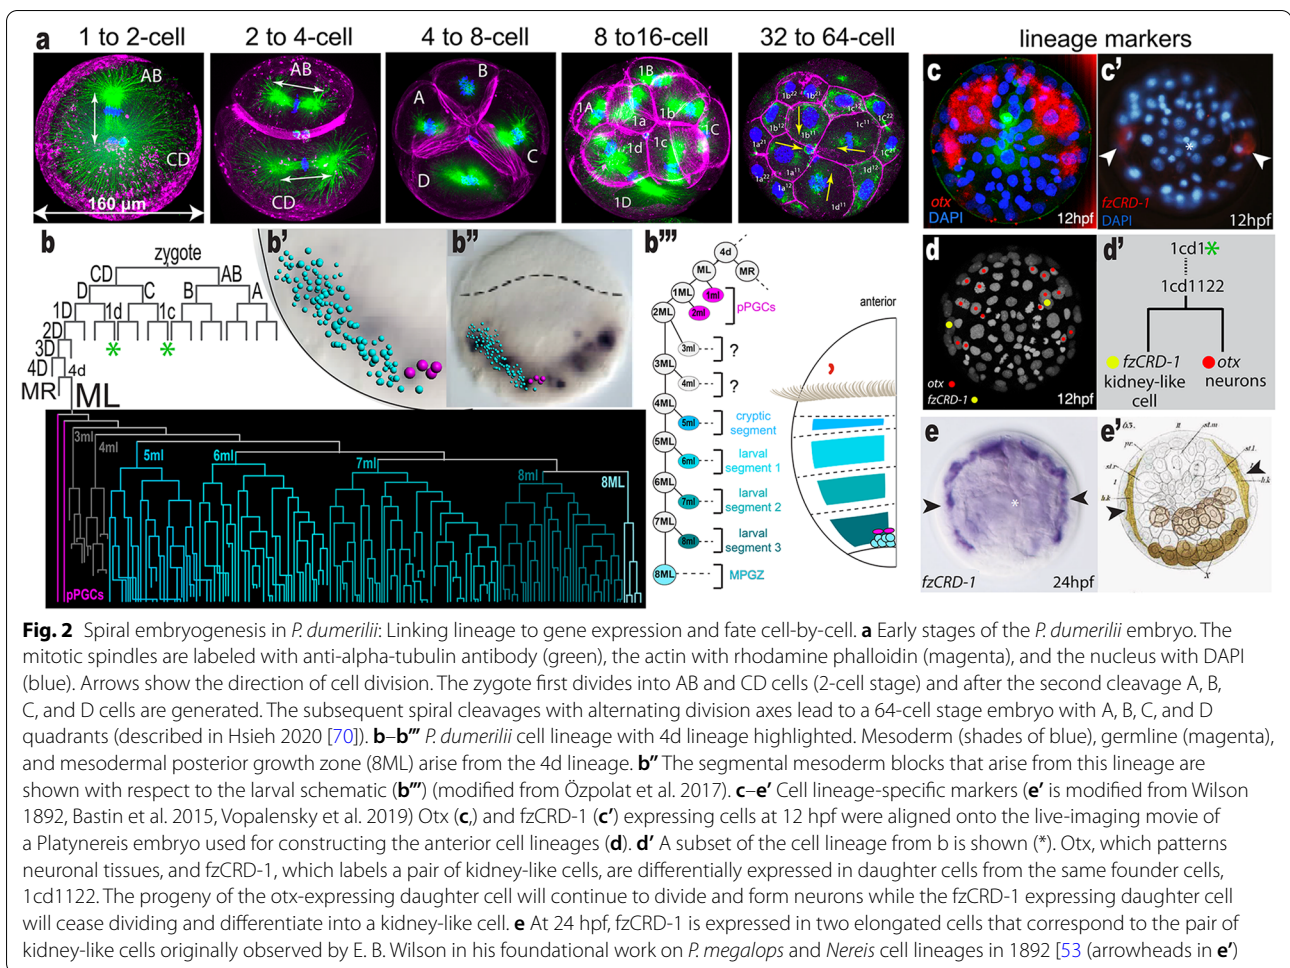 a
1 to 2-cell
2 to 4-cell
4 to 8-cell
8 to16-cell
32 to 64-cell
lineage markers
AB
CD
160 µm
AB
CD
A
B
C
D
1A
1B
1a
1b
1C
1d
1c
1D
1b²²
1b²¹
1c¹²
1c²²
1b¹²
1b¹¹
1c¹¹
1a²¹
1a¹¹
1d¹²
1a²²
1a¹²
1d¹¹
c
otx
DAPI
12hpf
c'
fzCRD-1
DAPI
*
12hpf
b
zygote
CD
AB
D
C
B
A
1D
1d
1c
2D
3D
4D
4d
* *
MR
ML
3ml
4ml
5ml
6ml
7ml
8ml
8ML
pPGCs
b'
b''
b'''
4d
ML
MR
1ML
1ml
2ml
pPGCs
2ML
3ml
?
3ML
4ml
?
4ML
5ml
cryptic
segment
5ML
6ml
larval
segment 1
6ML
7ml
larval
segment 2
7ML
8ml
larval
segment 3
8ML
MPGZ
anterior
d
otx
fzCRD-1
12hpf
d'
1cd1*
1cd1122
fzCRD-1
kidney-like
cell
otx
neurons
e
*
fzCRD-1
24hpf
e'
63.
pr.
st.m
st.l.
h.k
x
Fig. 2 Spiral embryogenesis in P. dumerilii: Linking lineage to gene expression and fate cell-by-cell. a Early stages of the P. dumerilii embryo. The
mitotic spindles are labeled with anti-alpha-tubulin antibody (green), the actin with rhodamine phalloidin (magenta), and the nucleus with DAPI
(blue). Arrows show the direction of cell division. The zygote first divides into AB and CD cells (2-cell stage) and after the second cleavage A, B,
C, and D cells are generated. The subsequent spiral cleavages with alternating division axes lead to a 64-cell stage embryo with A, B, C, and D
quadrants (described in Hsieh 2020 [70]). b–b''' P. dumerilii cell lineage with 4d lineage highlighted. Mesoderm (shades of blue), germline (magenta),
and mesodermal posterior growth zone (8ML) arise from the 4d lineage. b'' The segmental mesoderm blocks that arise from this lineage are
shown with respect to the larval schematic (b''') (modified from Özpolat et al. 2017). c–e' Cell lineage-specific markers (e' is modified from Wilson
1892, Bastin et al. 2015, Vopalensky et al. 2019) Otx (c,) and fzCRD-1 (c') expressing cells at 12 hpf were aligned onto the live-imaging movie of
a Platynereis embryo used for constructing the anterior cell lineages (d). d' A subset of the cell lineage from b is shown (*). Otx, which patterns
neuronal tissues, and fzCRD-1, which labels a pair of kidney-like cells, are differentially expressed in daughter cells from the same founder cells,
1cd1122. The progeny of the otx-expressing daughter cell will continue to divide and form neurons while the fzCRD-1 expressing daughter cell
will cease dividing and differentiate into a kidney-like cell. e At 24 hpf, fzCRD-1 is expressed in two elongated cells that correspond to the pair of
kidney-like cells originally observed by E. B. Wilson in his foundational work on P. megalops and Nereis cell lineages in 1892 [53 (arrowheads in e')